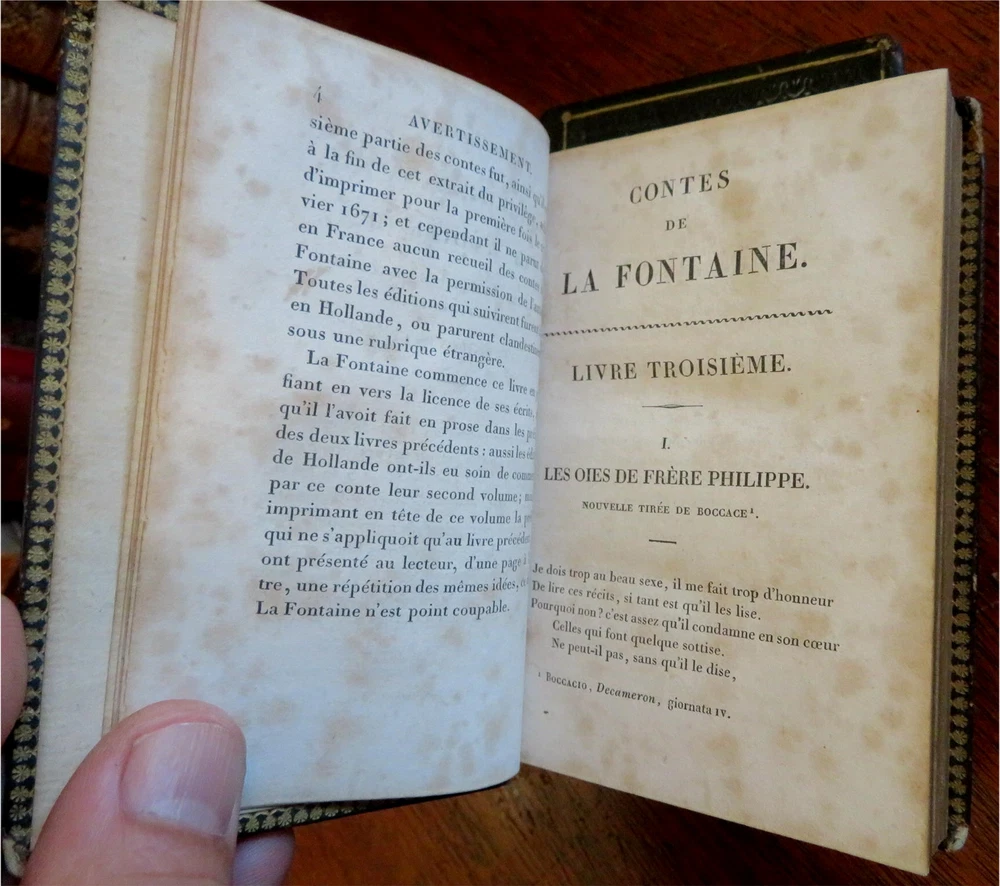 4
AVERTISSEMENT.
sième partie des contes fut, ainsi
à la fin de cet extrait du privilège,
d'imprimer pour la première fois
vier 1671; et cependant il ne parut
en France aucun recueil des contes
Fontaine avec la permission de
Toutes les éditions qui suivirent furent
en Hollande, ou parurent
sous une rubrique étrangère.
La Fontaine commence ce livre en
fiant en vers la licence de ses écrits,
qu'il l'avoit fait en prose dans les
des deux livres précédents : aussi les
de Hollande ont-ils eu soin de
par ce conte leur second volume;
imprimant en tête de ce volume la
qui ne s'appliquoit qu'au livre
ont présenté au lecteur, d'une page à
tre, une répétition des mêmes idées,
La Fontaine n'est point coupable.
CONTES
DE
LA FONTAINE.
LIVRE TROISIÈME.
I.
LES OIES DE FRÈRE PHILIPPE.
NOUVELLE TIRÉE DE BOCCACE¹.
Je dois trop au beau sexe, il me fait trop d'honneur
De lire ces récits, si tant est qu'il les lise.
Pourquoi non? c'est assez qu'il condamne en son cœur
Celles qui font quelque sottise.
Ne peut-il pas, sans qu'il le dise,
¹ BOCCACIO, Decameron, giornata IV.